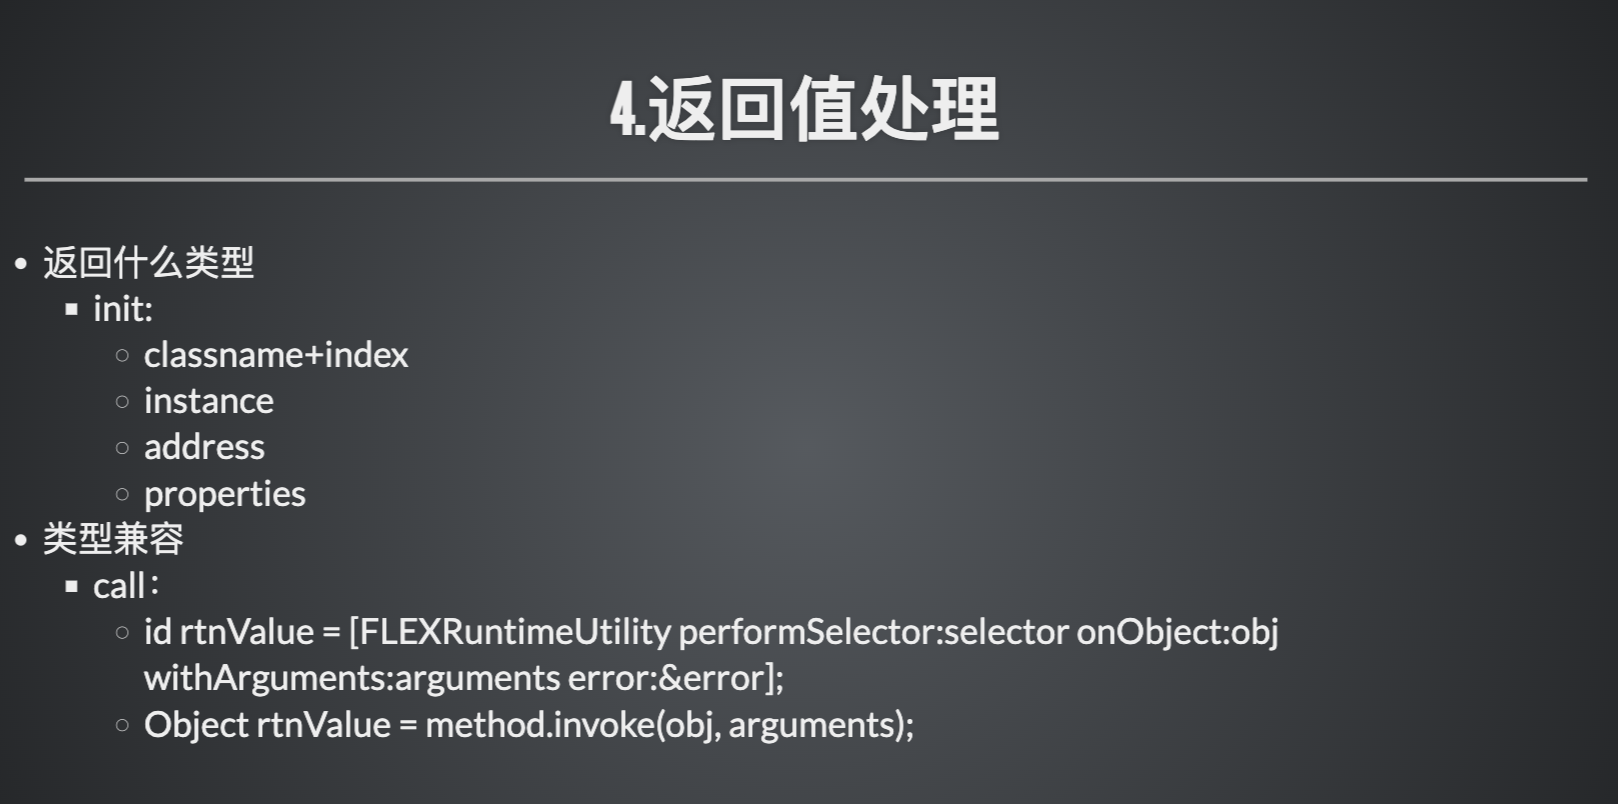 4.返回值处理
返回什么类型
init:
classname+index
instance
address
properties
类型兼容
call：
id rtnValue = [FLEXRuntimeUtility performSelector:selector onObject:obj
withArguments:arguments error:&error];
Object rtnValue = method.invoke(obj, arguments);